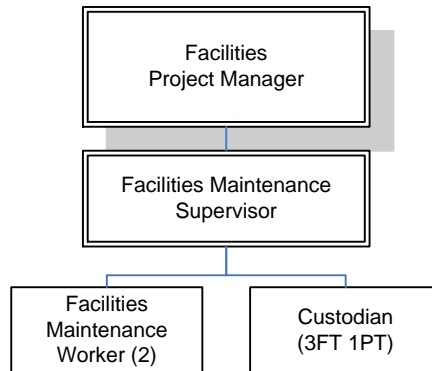 Facilities
Project Manager
Facilities Maintenance
Supervisor
Facilities
Maintenance
Worker (2)
Custodian
(3FT 1PT)